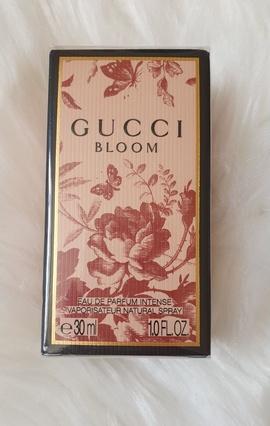 GUCCI
BLOOM
EAU DE PARFUM INTENSE
VAPORISATEUR NATURAL SPRAY
℮30ml 1.0 FL.OZ.